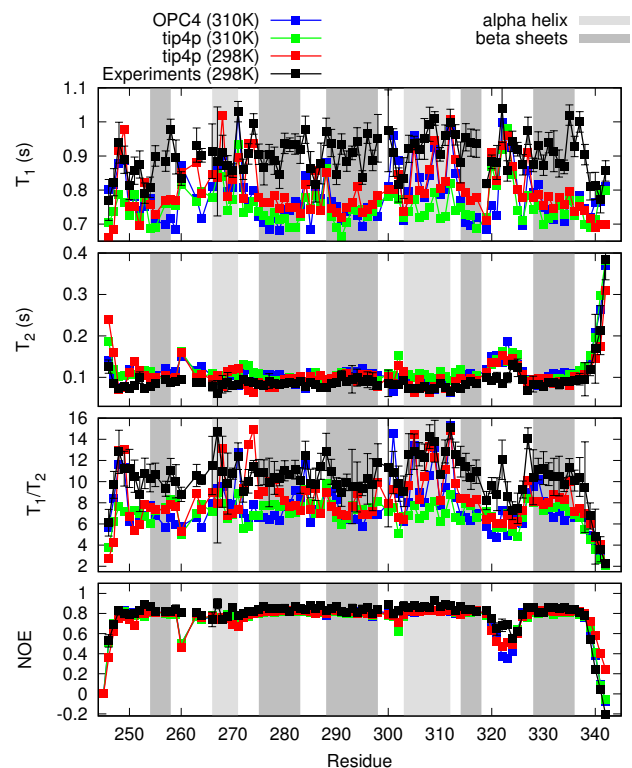 OPC4 (310K)
tip4p (310K)
tip4p (298K)
Experiments (298K)
alpha helix
beta sheets
1.1
1
0.9
0.8
0.7
T₁ (s)
0.4
0.3
0.2
0.1
T₂ (s)
16
14
12
10
8
6
4
2
T₁/T₂
1
0.8
0.6
0.4
0.2
0
-0.2
NOE
250 260 270 280 290 300 310 320 330 340
Residue